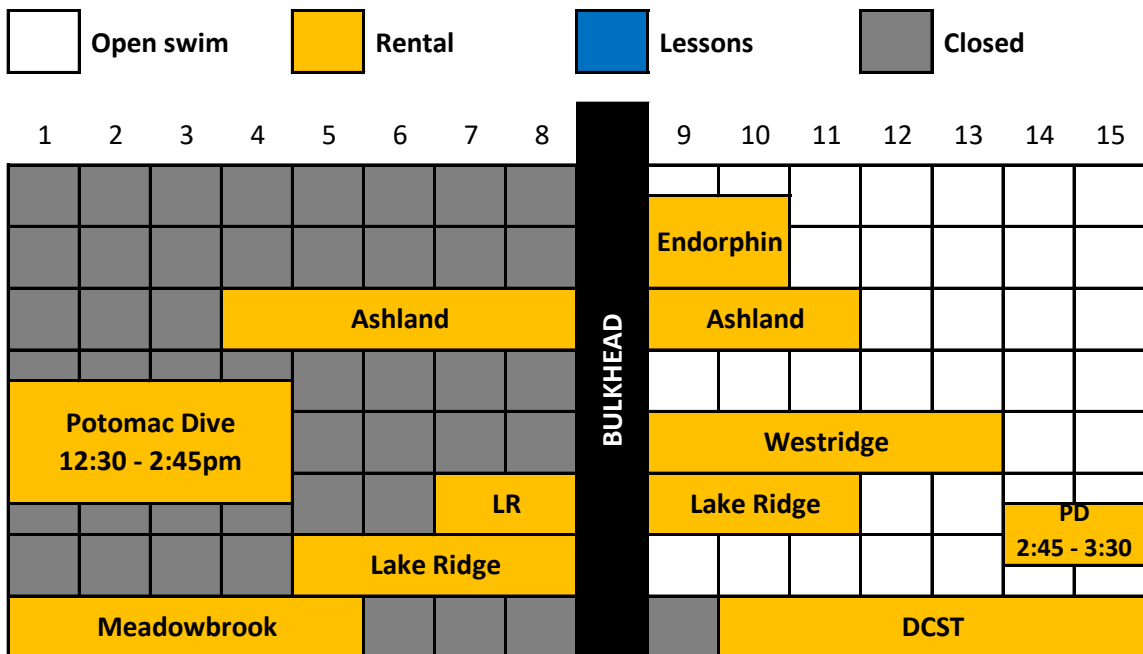 Open swim
Rental
Lessons
Closed
1 2 3 4 5 6 7 8 9 10 11 12 13 14 15
BULKHEAD
Endorphin
Ashland
Ashland
Potomac Dive
12:30 - 2:45pm
Westridge
LR
Lake Ridge
PD
2:45 - 3:30
Lake Ridge
Meadowbrook
DCST